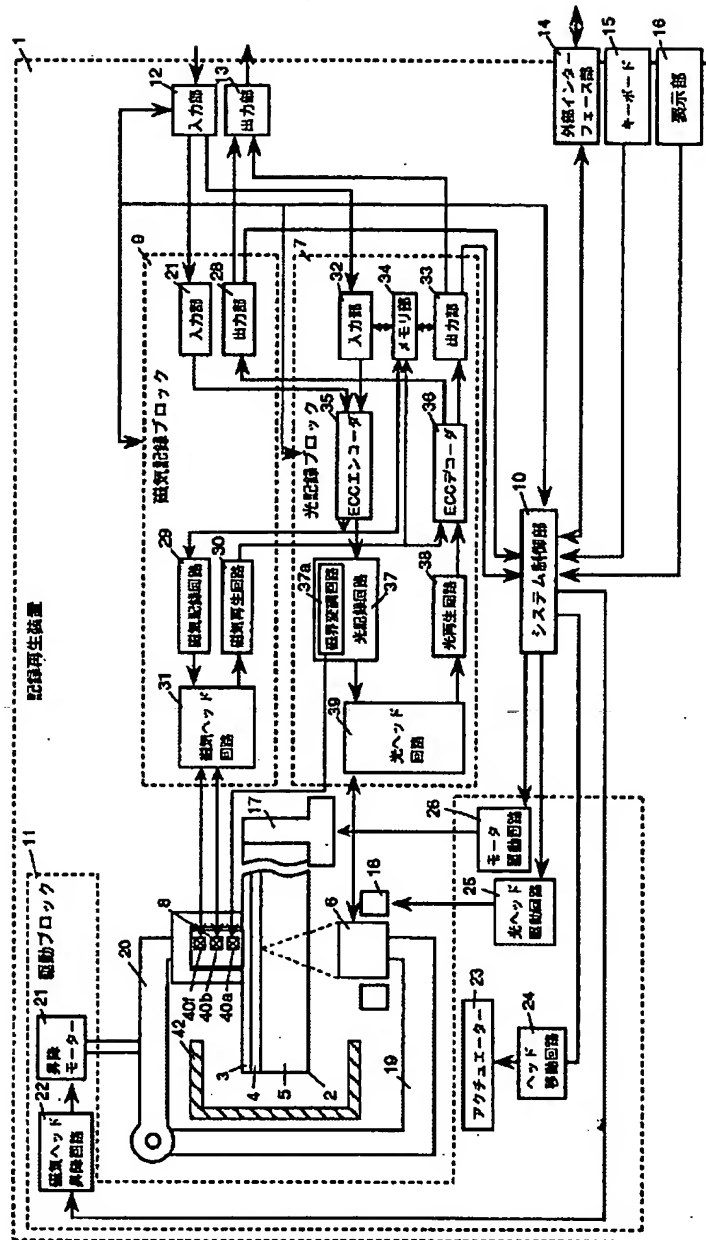 記録再生装置
1
11
駆動ブロック
22
磁気ヘッド
昇降回路
21
昇降
モーター
20
42
3
4
5
2
19
40f
40b
40a
8
17
6
18
アクチュエーター
23
ヘッド
移動回路
24
25
光ヘッド
駆動回路
26
モータ
駆動回路
9
磁気記録ブロック
31
磁気ヘッド
回路
29
磁気記録回路
30
磁気再生回路
21
入力部
28
出力部
7
光記録ブロック
39
光ヘッド
回路
37a
磁界変調回路
光記録回路
37
38
光再生回路
35
ECCエンコーダ
36
ECCデコーダ
32
入力部
34
メモリ部
33
出力部
12
入力部
13
出力部
10
システム制御部
14
外部インター
フェース部
15
キーボード
16
表示部